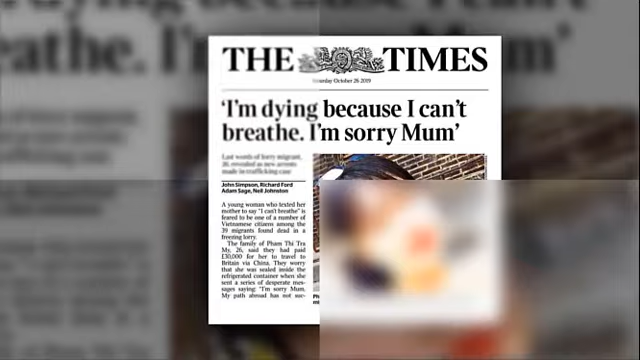 THE TIMES
Saturday October 26 2019
‘I'm dying because I can't
breathe. I'm sorry Mum’
Last words of lorry migrant,
26, revealed as new arrests
made in trafficking case
John Simpson, Richard Ford
Adam Sage, Neil Johnston
A young woman who texted her
mother to say "I can't breathe" is
feared to be one of a number of
Vietnamese citizens among the
39 migrants found dead in a
freezing lorry.
The family of Pham Thi Tra
My, 26, said they had paid
£30,000 for her to travel to
Britain via China. They worry
that she was sealed inside the
refrigerated container when she
sent a series of desperate mes-
sages saying: "I'm sorry Mum.
My path abroad has not suc-